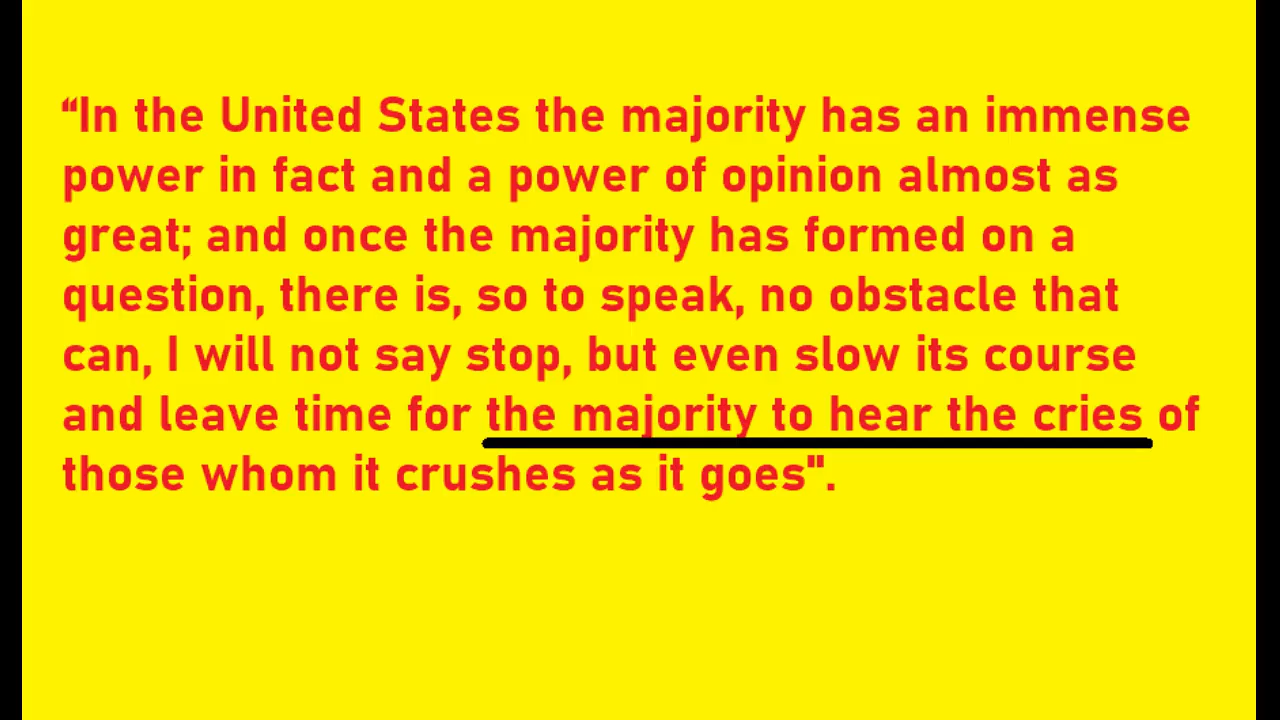 “In the United States the majority has an immense
power in fact and a power of opinion almost as
great; and once the majority has formed on a
question, there is, so to speak, no obstacle that
can, I will not say stop, but even slow its course
and leave time for the majority to hear the cries of
those whom it crushes as it goes".